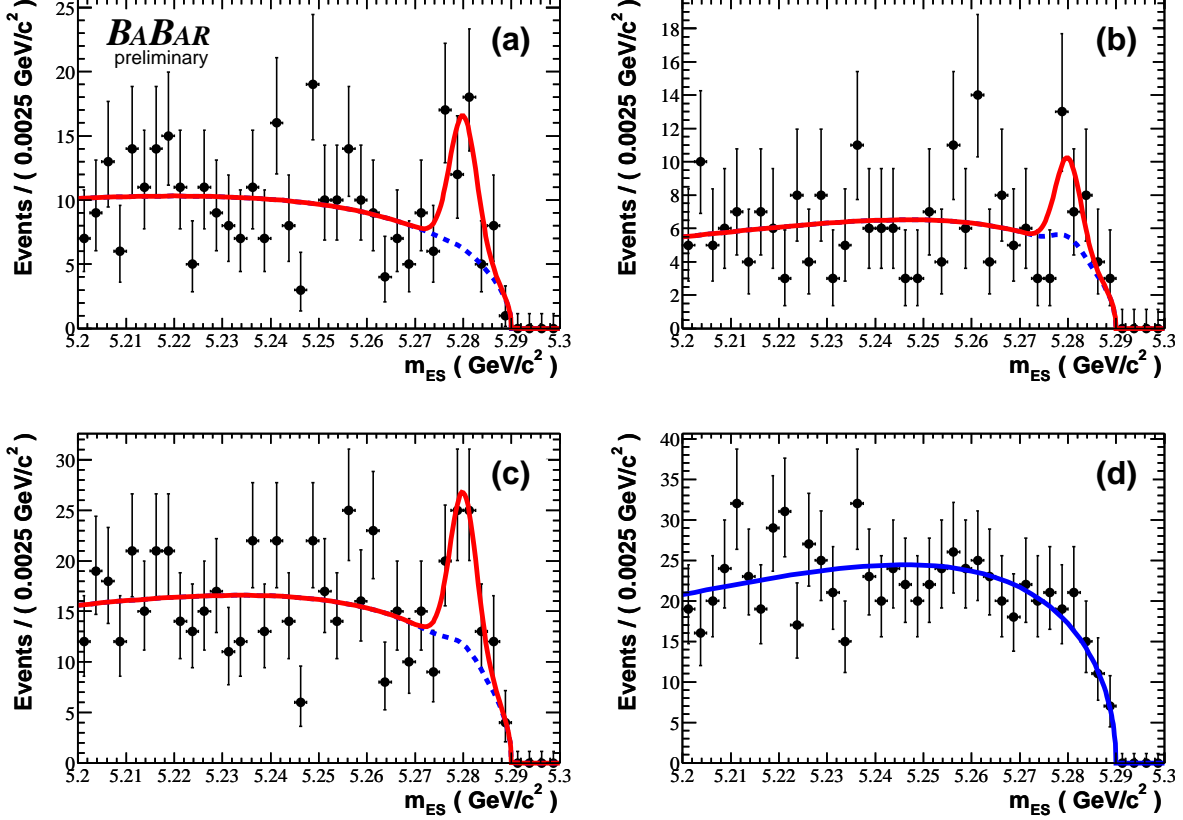 BABAR
preliminary
(a)
Events / ( 0.0025 GeV/c² )
25
20
15
10
5
0
5.2 5.21 5.22 5.23 5.24 5.25 5.26 5.27 5.28 5.29 5.3
mES ( GeV/c² )
(b)
Events / ( 0.0025 GeV/c² )
18
16
14
12
10
8
6
4
2
0
5.2 5.21 5.22 5.23 5.24 5.25 5.26 5.27 5.28 5.29 5.3
mES ( GeV/c² )
(c)
Events / ( 0.0025 GeV/c² )
30
25
20
15
10
5
0
5.2 5.21 5.22 5.23 5.24 5.25 5.26 5.27 5.28 5.29 5.3
mES ( GeV/c² )
(d)
Events / ( 0.0025 GeV/c² )
40
35
30
25
20
15
10
5
0
5.2 5.21 5.22 5.23 5.24 5.25 5.26 5.27 5.28 5.29 5.3
mES ( GeV/c² )